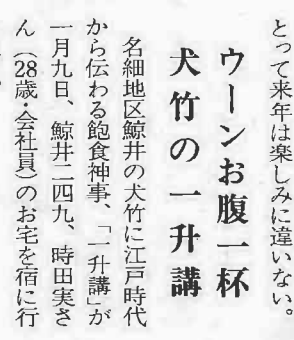 とって来年は楽しみに違いない。
ウーンお腹一杯
犬竹の一升講
名細地区鯨井の犬竹に江戸時代
から伝わる飽食神事、「一升講」が
一月九日、鯨井二四九、時田実さ
ん（28歳・会社員）のお宅を宿に行